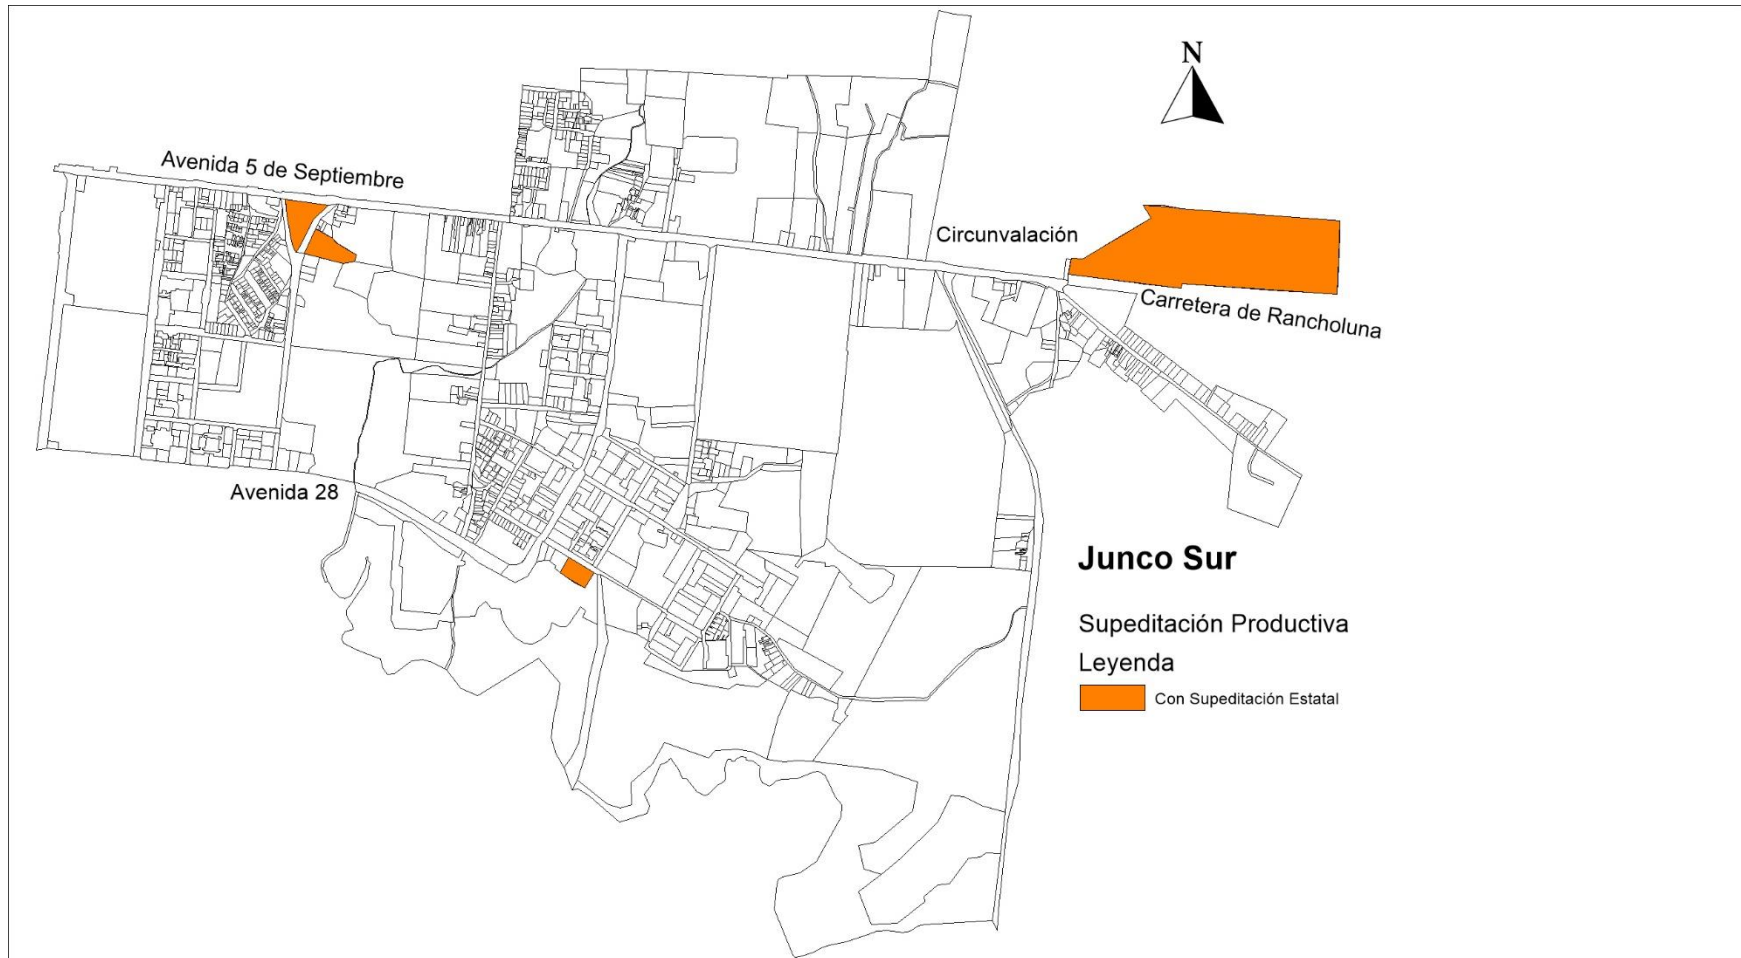 N
Avenida 5 de Septiembre
Circunvalación
Carretera de Rancholuna
Avenida 28
Junco Sur
Supeditación Productiva
Leyenda
Con Supeditación Estatal